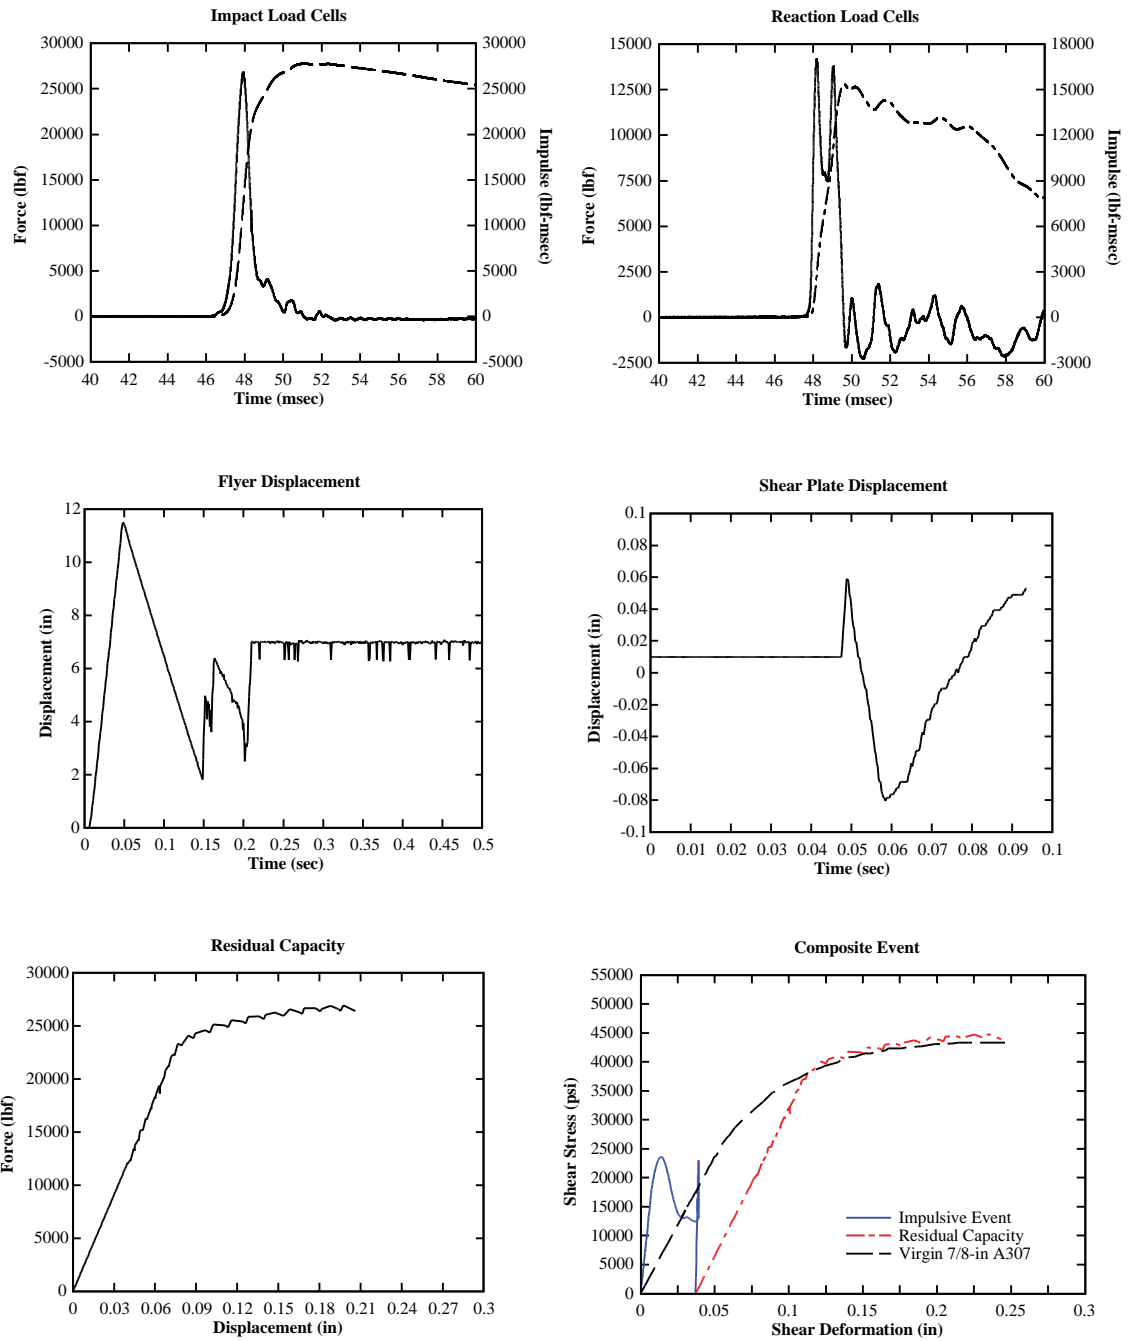 Impact Load Cells
Reaction Load Cells
30000
25000
20000
15000
10000
5000
0
-5000
30000
25000
20000
15000
10000
5000
0
-5000
Force (lbf)
Impulse (lbf-msec)
40 42 44 46 48 50 52 54 56 58 60
Time (msec)
15000
12500
10000
7500
5000
2500
0
-2500
18000
15000
12000
9000
6000
3000
0
-3000
Force (lbf)
Impulse (lbf-msec)
40 42 44 46 48 50 52 54 56 58 60
Time (msec)
Flyer Displacement
12
10
8
6
4
2
0
Displacement (in)
0 0.05 0.1 0.15 0.2 0.25 0.3 0.35 0.4 0.45 0.5
Time (sec)
Shear Plate Displacement
0.1
0.08
0.06
0.04
0.02
0
-0.02
-0.04
-0.06
-0.08
-0.1
Displacement (in)
0 0.01 0.02 0.03 0.04 0.05 0.06 0.07 0.08 0.09 0.1
Time (sec)
Residual Capacity
30000
25000
20000
15000
10000
5000
0
Force (lbf)
0 0.03 0.06 0.09 0.12 0.15 0.18 0.21 0.24 0.27 0.3
Displacement (in)
Composite Event
55000
50000
45000
40000
35000
30000
25000
20000
15000
10000
5000
0
Shear Stress (psi)
Impulsive Event
Residual Capacity
Virgin 7/8-in A307
0 0.05 0.1 0.15 0.2 0.25 0.3
Shear Deformation (in)